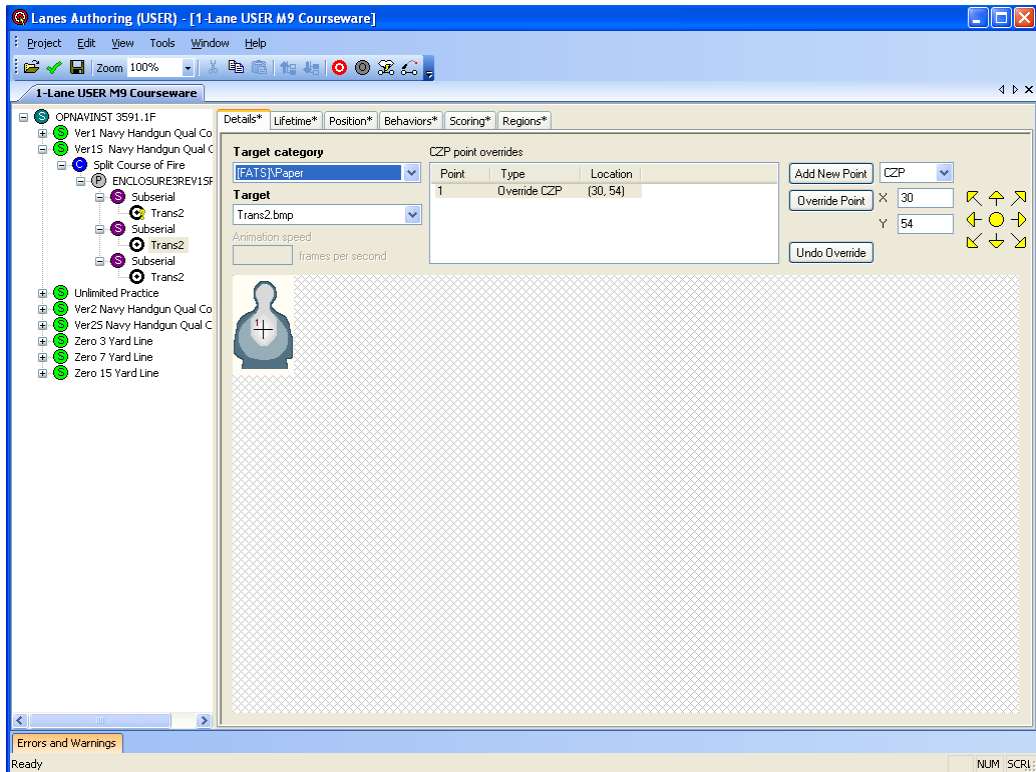 Lanes Authoring (USER) - [1-Lane USER M9 Courseware]
Project Edit View Tools Window Help
Zoom 100%
1-Lane USER M9 Courseware
OPNAVINST 3591.1F
Ver1 Navy Handgun Qual Co
Ver1S Navy Handgun Qual C
Split Course of Fire
ENCLOSURE3REV1SF
Subserial
Trans2
Subserial
Trans2
Subserial
Trans2
Unlimited Practice
Ver2 Navy Handgun Qual Co
Ver2S Navy Handgun Qual C
Zero 3 Yard Line
Zero 7 Yard Line
Zero 15 Yard Line
Details* Lifetime* Position* Behaviors* Scoring* Regions*
Target category
[FATS]\Paper
Target
Trans2.bmp
Animation speed
frames per second
CZP point overrides
Point Type Location
1 Override CZP (30, 54)
Add New Point CZP
Override Point X 30
Y 54
Undo Override
1
Errors and Warnings
Ready NUM SCRL